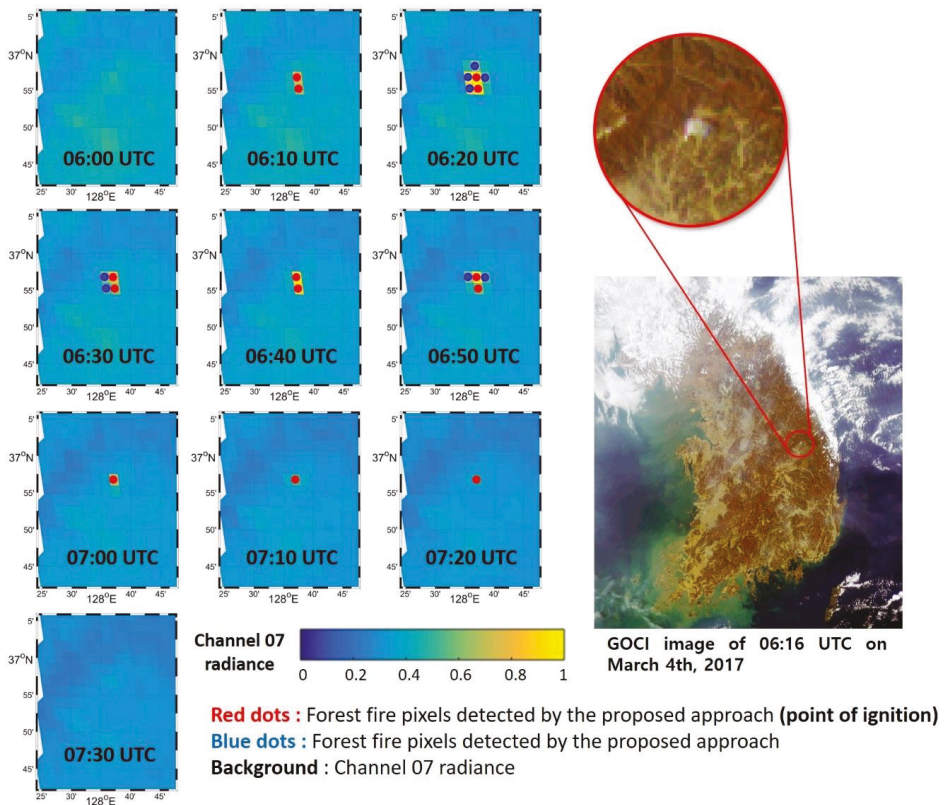 5'
37°N
55'
50'
45'
06:00 UTC
25' 30' 40' 45'
128°E
5'
37°N
55'
50'
45'
06:10 UTC
25' 30' 40' 45'
128°E
5'
37°N
55'
50'
45'
06:20 UTC
25' 30' 40' 45'
128°E
5'
37°N
55'
50'
45'
06:30 UTC
25' 30' 40' 45'
128°E
5'
37°N
55'
50'
45'
06:40 UTC
25' 30' 40' 45'
128°E
5'
37°N
55'
50'
45'
06:50 UTC
25' 30' 40' 45'
128°E
5'
37°N
55'
50'
45'
07:00 UTC
25' 30' 40' 45'
128°E
5'
37°N
55'
50'
45'
07:10 UTC
25' 30' 40' 45'
128°E
5'
37°N
55'
50'
45'
07:20 UTC
25' 30' 40' 45'
128°E
5'
37°N
55'
50'
45'
07:30 UTC
25' 30' 40' 45'
128°E
GOCI image of 06:16 UTC on
March 4th, 2017
Channel 07
radiance
0 0.2 0.4 0.6 0.8 1
Red dots : Forest fire pixels detected by the proposed approach (point of ignition)
Blue dots : Forest fire pixels detected by the proposed approach
Background : Channel 07 radiance